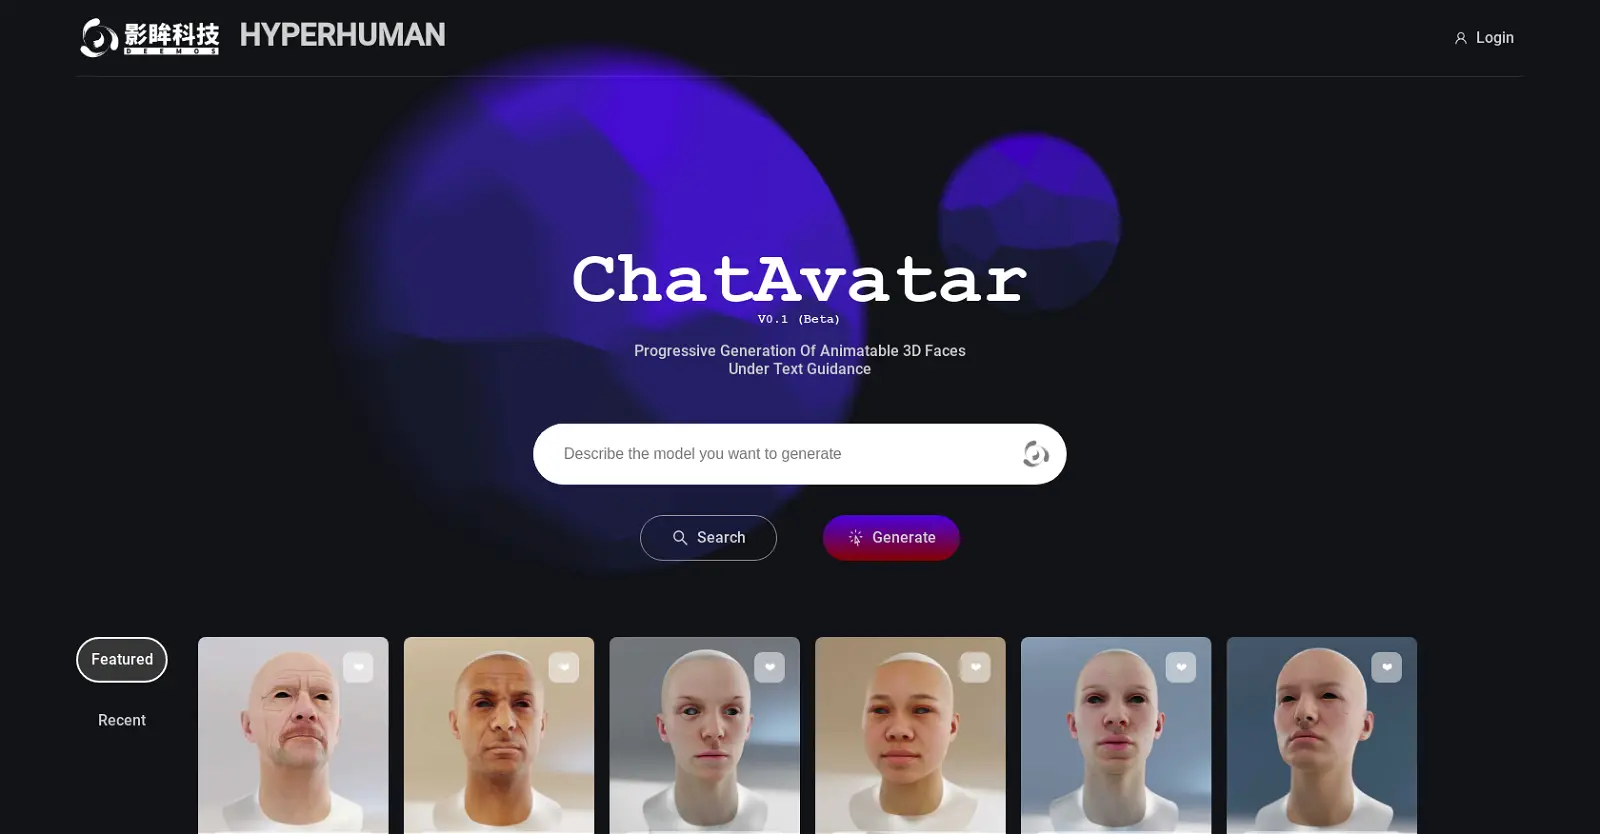 影眸科技
DEEMOS
HYPERHUMAN
Login
ChatAvatar
V0.1 (Beta)
Progressive Generation Of Animatable 3D Faces
Under Text Guidance
Describe the model you want to generate
Search
Generate
Featured
Recent